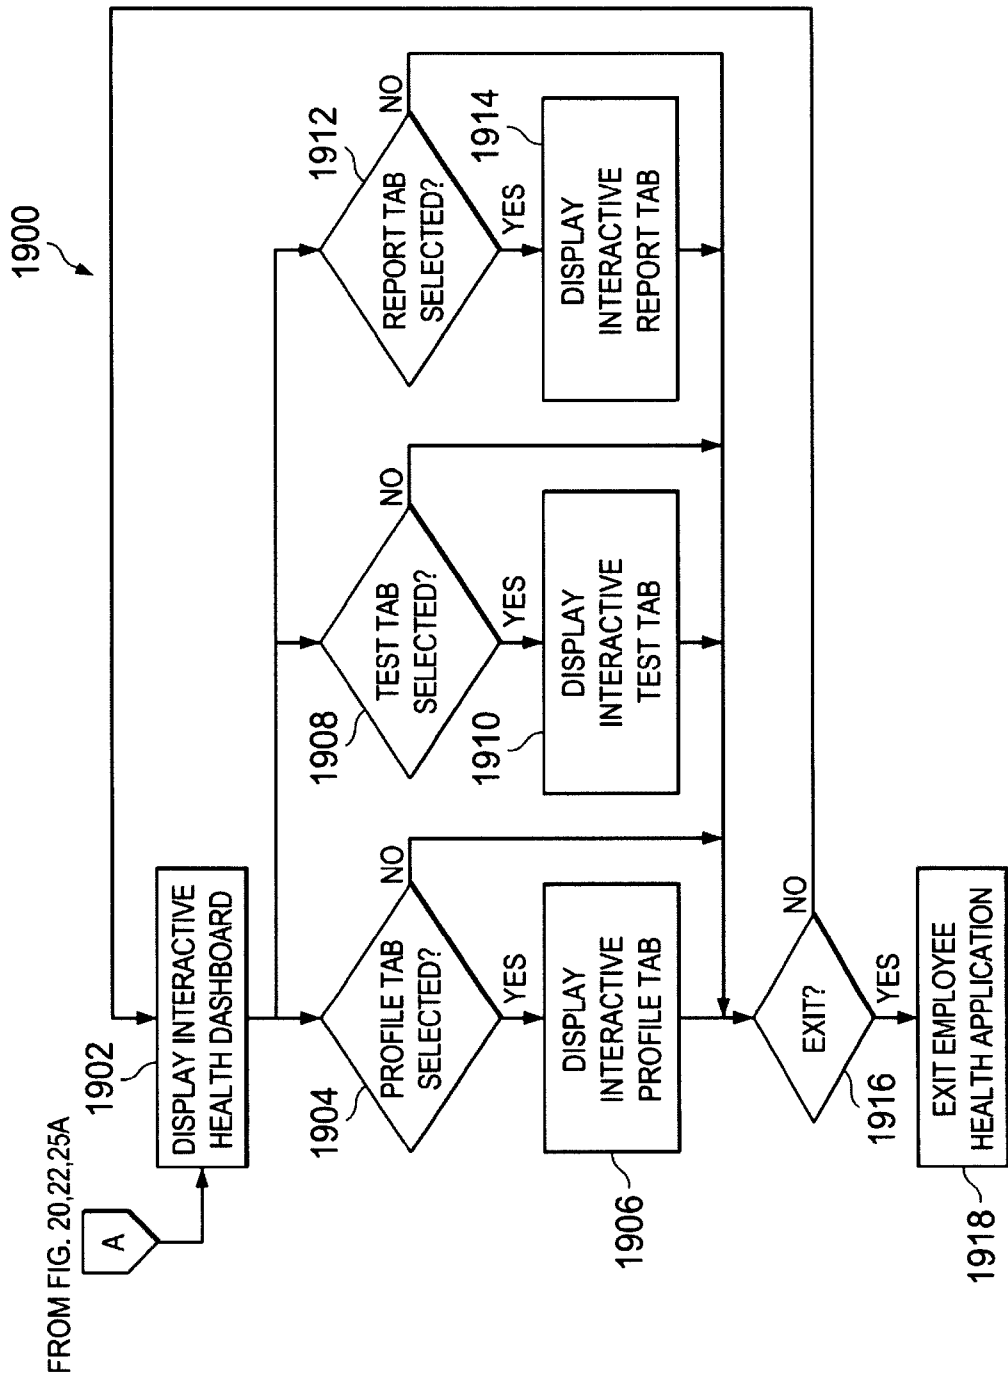 1900
FROM FIG. 20,22,25A
A
1902
DISPLAY INTERACTIVE
HEALTH DASHBOARD
1904
PROFILE TAB
SELECTED?
NO
YES
1908
TEST TAB
SELECTED?
NO
YES
1912
REPORT TAB
SELECTED?
NO
YES
1906
DISPLAY
INTERACTIVE
PROFILE TAB
1910
DISPLAY
INTERACTIVE
TEST TAB
1914
DISPLAY
INTERACTIVE
REPORT TAB
EXIT?
NO
YES
1916
1918
EXIT EMPLOYEE
HEALTH APPLICATION